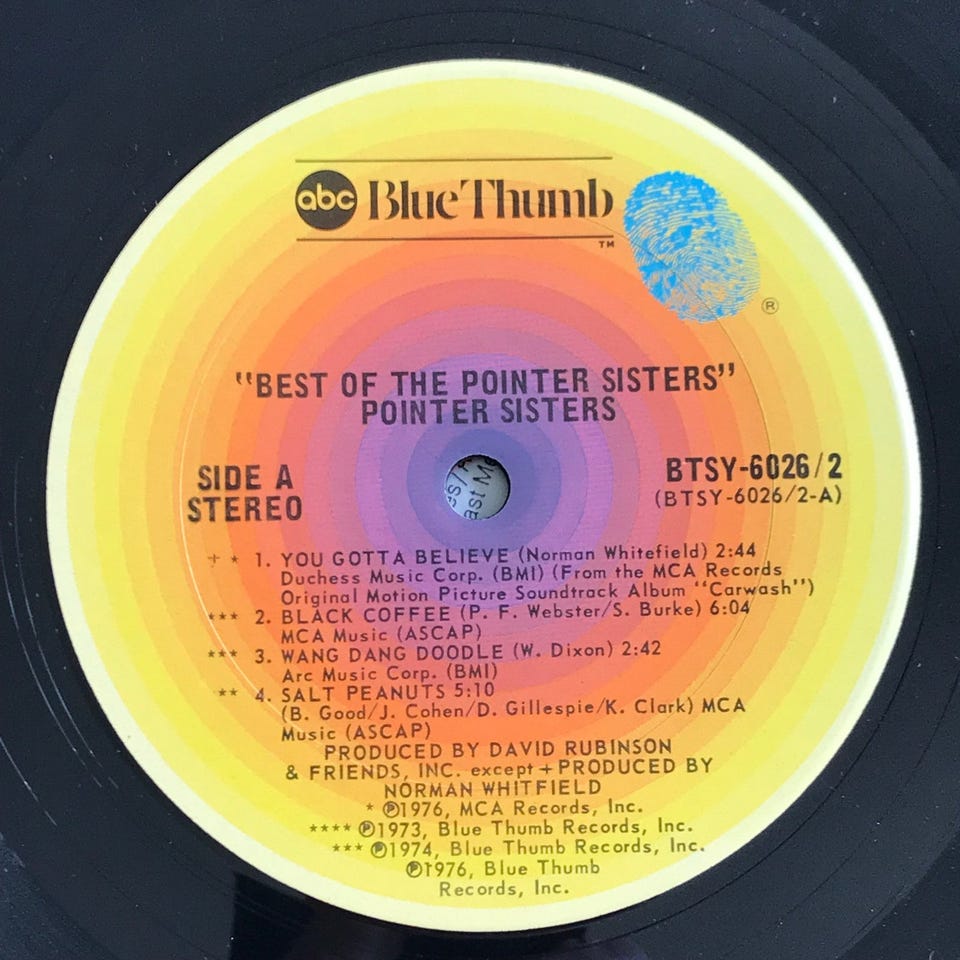 abc Blue Thumb
TM
®
"BEST OF THE POINTER SISTERS"
POINTER SISTERS
SIDE A
STEREO
BTSY-6026/2
(BTSY-6026/2-A)
+ * 1. YOU GOTTA BELIEVE (Norman Whitefield) 2:44
Duchess Music Corp. (BMI) (From the MCA Records
Original Motion Picture Soundtrack Album "Carwash")
*** 2. BLACK COFFEE (P. F. Webster/S. Burke) 6:04
MCA Music (ASCAP)
*** 3. WANG DANG DOODLE (W. Dixon) 2:42
Arc Music Corp. (BMI)
** 4. SALT PEANUTS 5:10
(B. Good/J. Cohen/D. Gillespie/K. Clark) MCA
Music (ASCAP)
PRODUCED BY DAVID RUBINSON
& FRIENDS, INC. except + PRODUCED BY
NORMAN WHITFIELD
* ℗1976, MCA Records, Inc.
**** ℗1973, Blue Thumb Records, Inc.
*** ℗1974, Blue Thumb Records, Inc.
℗1976, Blue Thumb
Records, Inc.